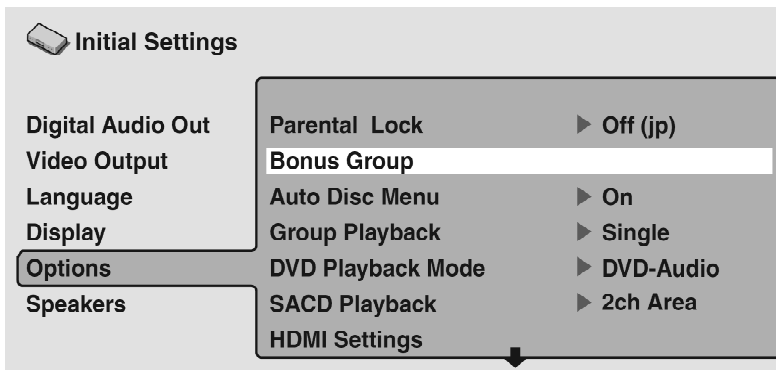 Initial Settings
Digital Audio Out
Video Output
Language
Display
Options
Speakers
Parental Lock ▶ Off (jp)
Bonus Group
Auto Disc Menu ▶ On
Group Playback ▶ Single
DVD Playback Mode ▶ DVD-Audio
SACD Playback ▶ 2ch Area
HDMI Settings